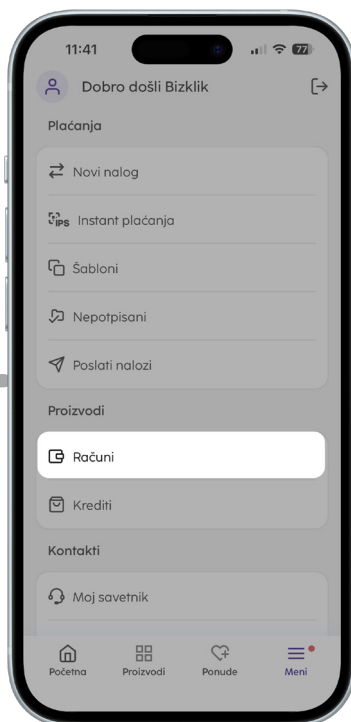 11:41
77
Dobro došli Bizklik
Plaćanja
Novi nalog
IPS Instant plaćanja
Šabloni
Nepotpisani
Poslati nalozi
Proizvodi
Računi
Krediti
Kontakti
Moj savetnik
Početna
Proizvodi
Ponude
Meni